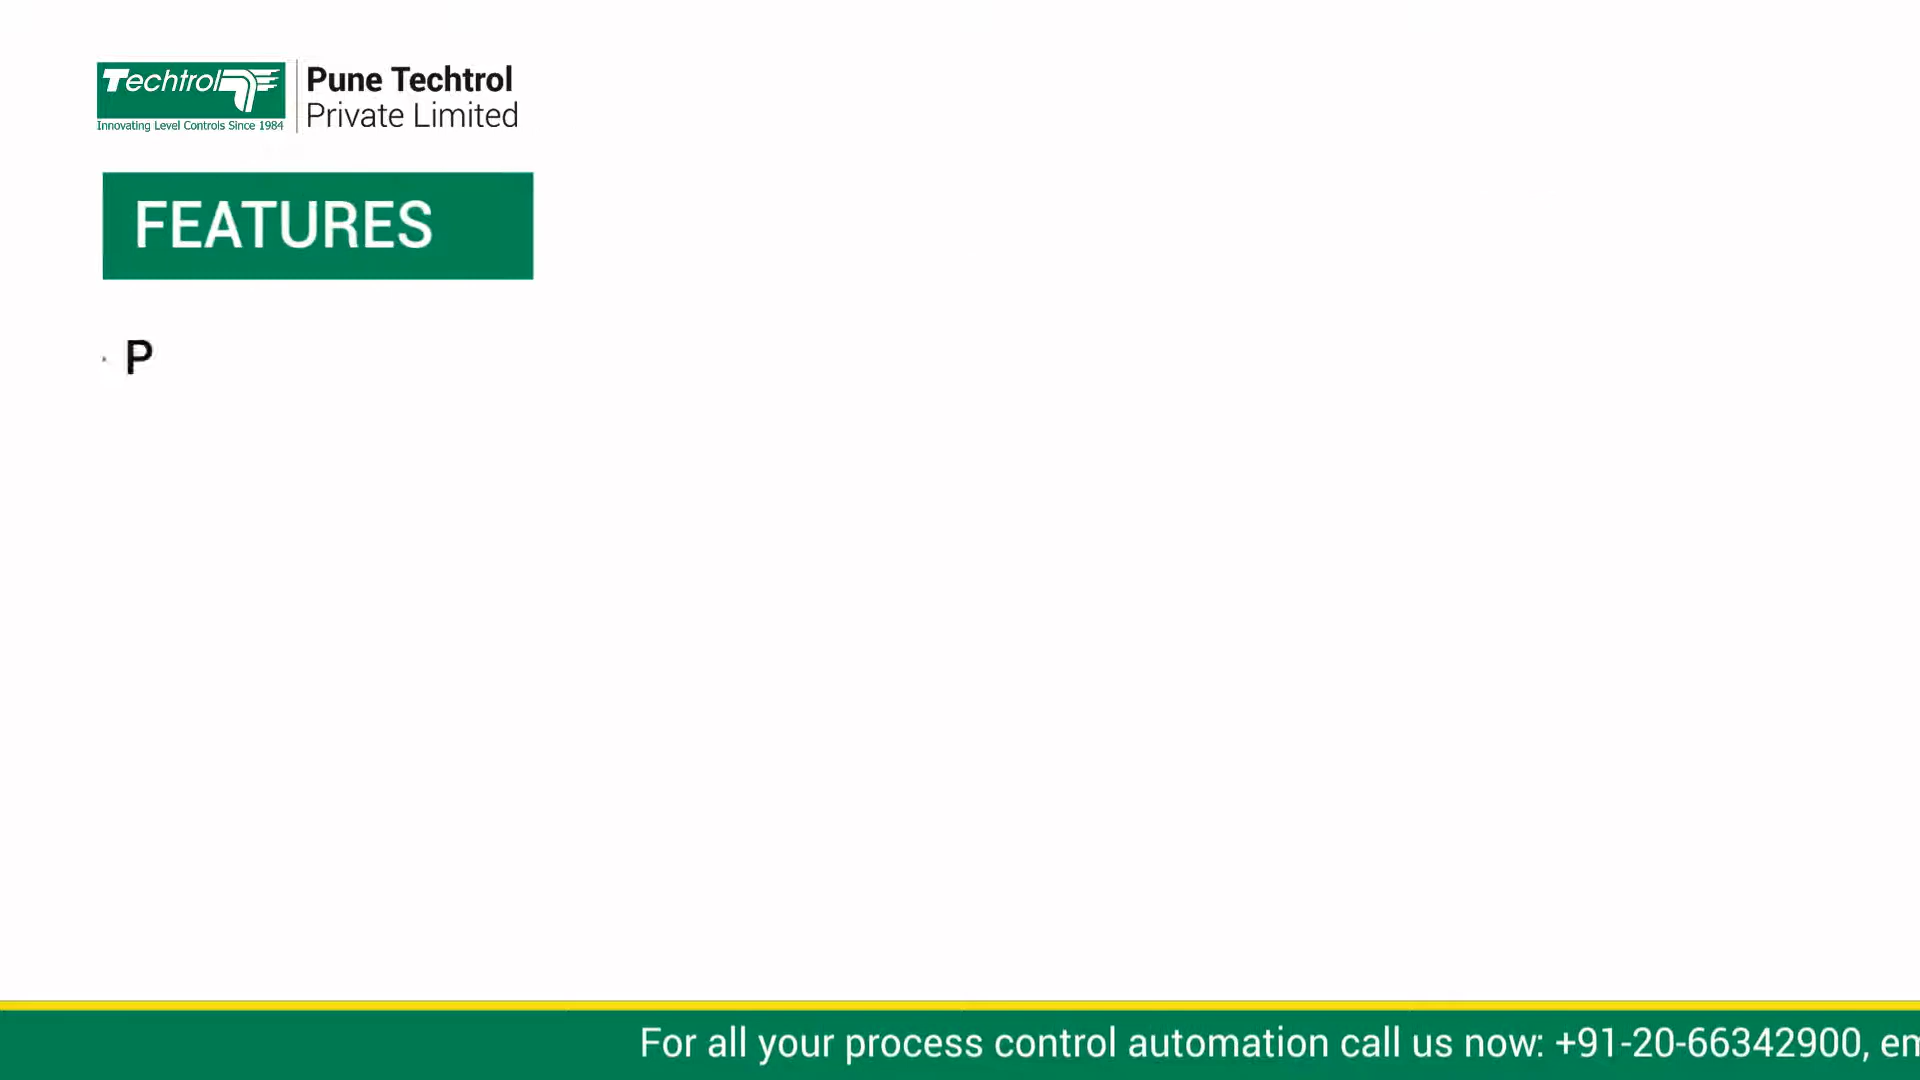 Techtrol
Innovating Level Controls Since 1984
Pune Techtrol
Private Limited
FEATURES
P
For all your process control automation call us now: +91-20-66342900, em